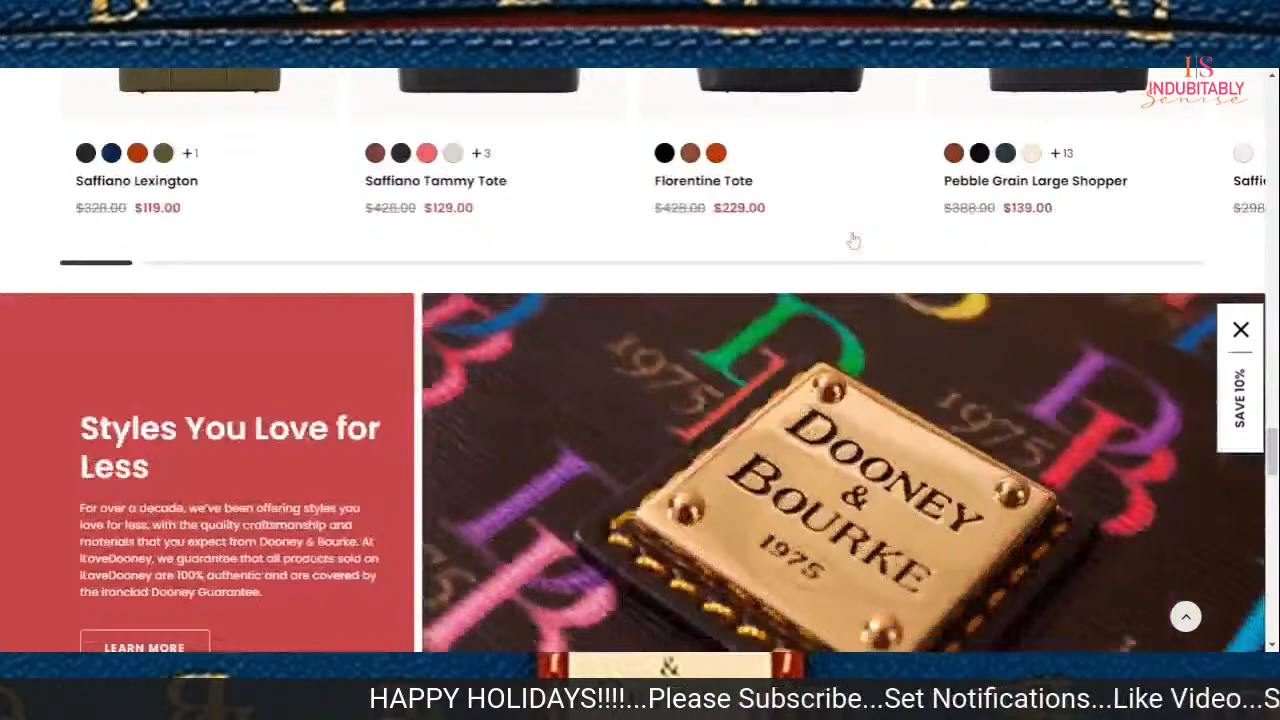 IS
INDUBITABLY
Senise
+1
+3
+13
Saffiano Lexington
Saffiano Tammy Tote
Florentine Tote
Pebble Grain Large Shopper
Saffi
$328.00 $119.00
$428.00 $129.00
$428.00 $229.00
$388.00 $139.00
$298
Styles You Love for
Less
For over a decade, we've been offering styles you
love for less, with the quality craftsmanship and
materials that you expect from Dooney & Bourke. At
ILoveDooney, we guarantee that all products sold on
ILoveDooney are 100% authentic and are covered by
the ironclad Dooney Guarantee.
LEARN MORE
1975
1975
DOONEY
&
BOURKE
1975
SAVE 10%
&
HAPPY HOLIDAYS!!!!...Please Subscribe...Set Notifications...Like Video...S